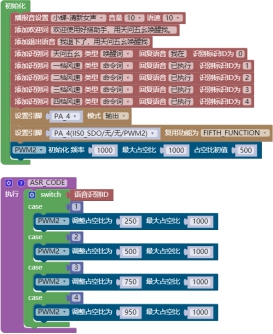 初始化
播报音设置 小蝶-清新女声 音量 10 语速 10
添加欢迎词 欢迎使用好帮助手，用天问五幺唤醒我。
添加退出语音 我退下了，用天问五幺唤醒我
添加识别词 天问五幺 类型 唤醒词 回复语音 我在 识别标识ID为 0
添加识别词 一档风速 类型 命令词 回复语音 已执行 识别标识ID为 1
添加识别词 二档风速 类型 命令词 回复语音 已执行 识别标识ID为 2
添加识别词 三档风速 类型 命令词 回复语音 已执行 识别标识ID为 3
添加识别词 四档风速 类型 命令词 回复语音 已执行 识别标识ID为 4
设置引脚 PA_4 模式 输出
设置引脚 PA_4(IIS0_SDO/无/无/PWM2) 复用功能为 FIFTH_FUNCTION
PWM2 初始化 频率 1000 最大占空比 1000 占空比初值 500
ASR_CODE
执行 switch 语音识别ID
case 1
PWM2 调整占空比为 250 最大占空比 1000
case 2
PWM2 调整占空比为 500 最大占空比 1000
case 3
PWM2 调整占空比为 750 最大占空比 1000
case 4
PWM2 调整占空比为 950 最大占空比 1000